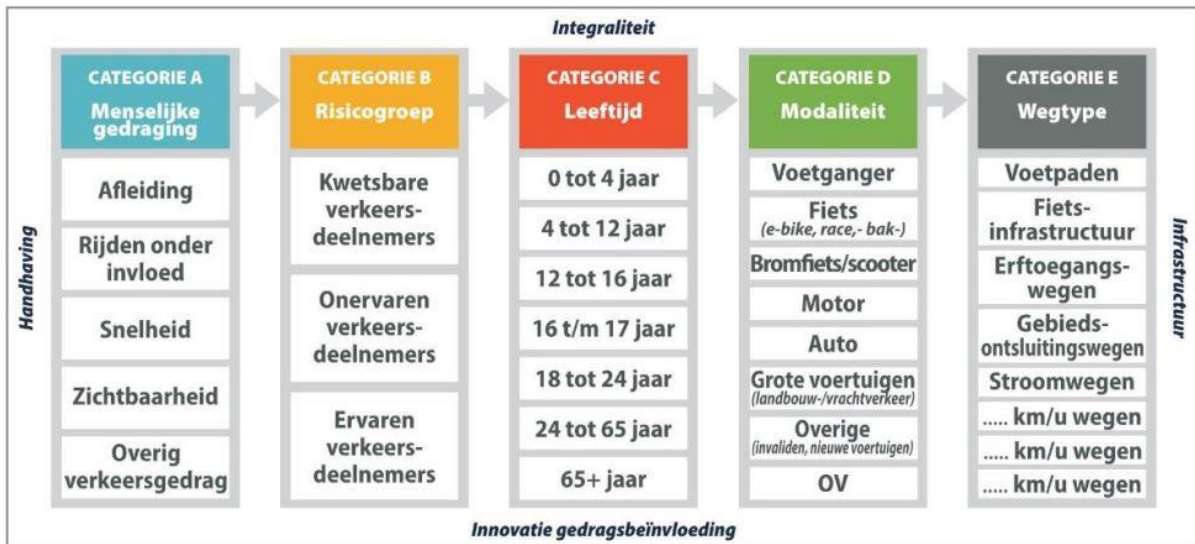 Integraliteit
Handhaving
CATEGORIE A
Menselijke
gedraging
Afleiding
Rijden onder
invloed
Snelheid
Zichtbaarheid
Overig
verkeersgedrag
CATEGORIE B
Risicogroep
Kwetsbare
verkeers-
deelnemers
Onervaren
verkeers-
deelnemers
Ervaren
verkeers-
deelnemers
CATEGORIE C
Leeftijd
0 tot 4 jaar
4 tot 12 jaar
12 tot 16 jaar
16 t/m 17 jaar
18 tot 24 jaar
24 tot 65 jaar
65+ jaar
CATEGORIE D
Modaliteit
Voetganger
Fiets
(e-bike, race,- bak-)
Bromfiets/scooter
Motor
Auto
Grote voertuigen
(landbouw-/vrachtverkeer)
Overige
(invaliden, nieuwe voertuigen)
OV
CATEGORIE E
Wegtype
Voetpaden
Fiets-
infrastructuur
Erftoegangs-
wegen
Gebieds-
ontsluitingswegen
Stroomwegen
..... km/u wegen
..... km/u wegen
..... km/u wegen
Infrastructuur
Innovatie gedragsbeïnvloeding